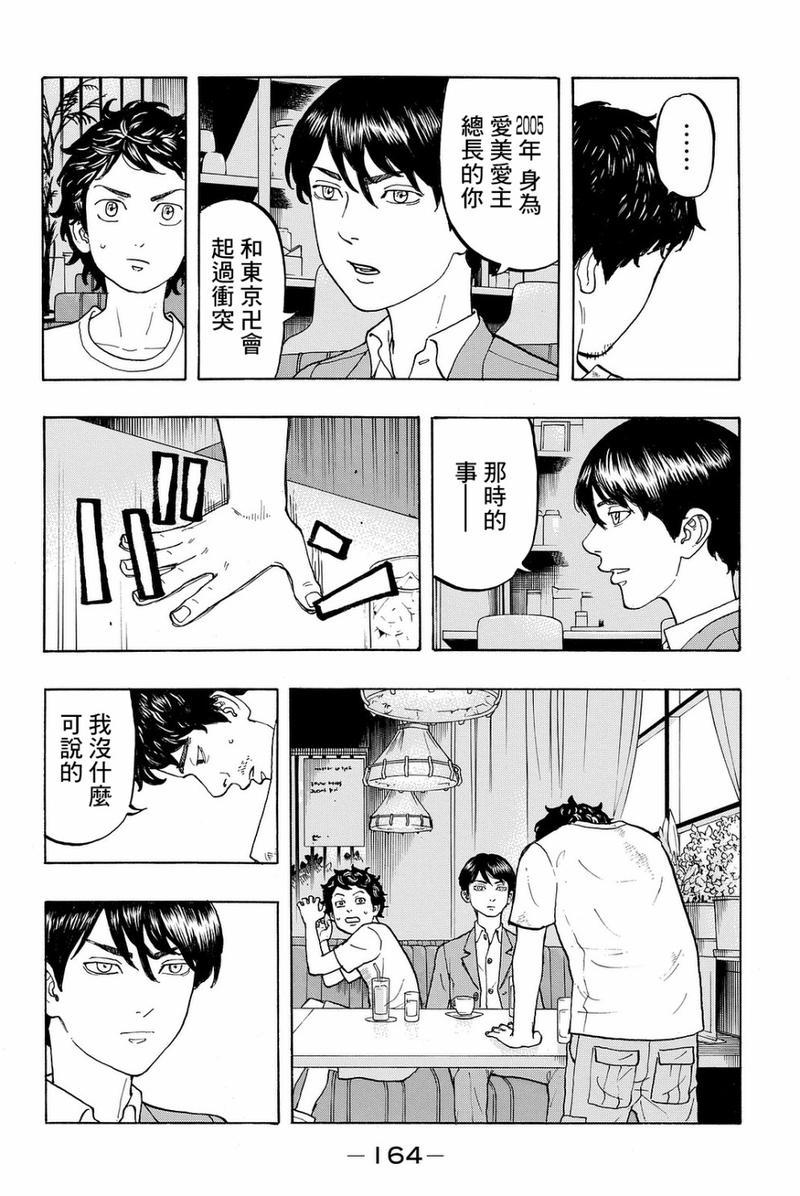 ……
2005年 身為
愛美愛主
總長的你
和東京卍會
起過衝突
那時的
事──
我沒什麼
可說的
—164—